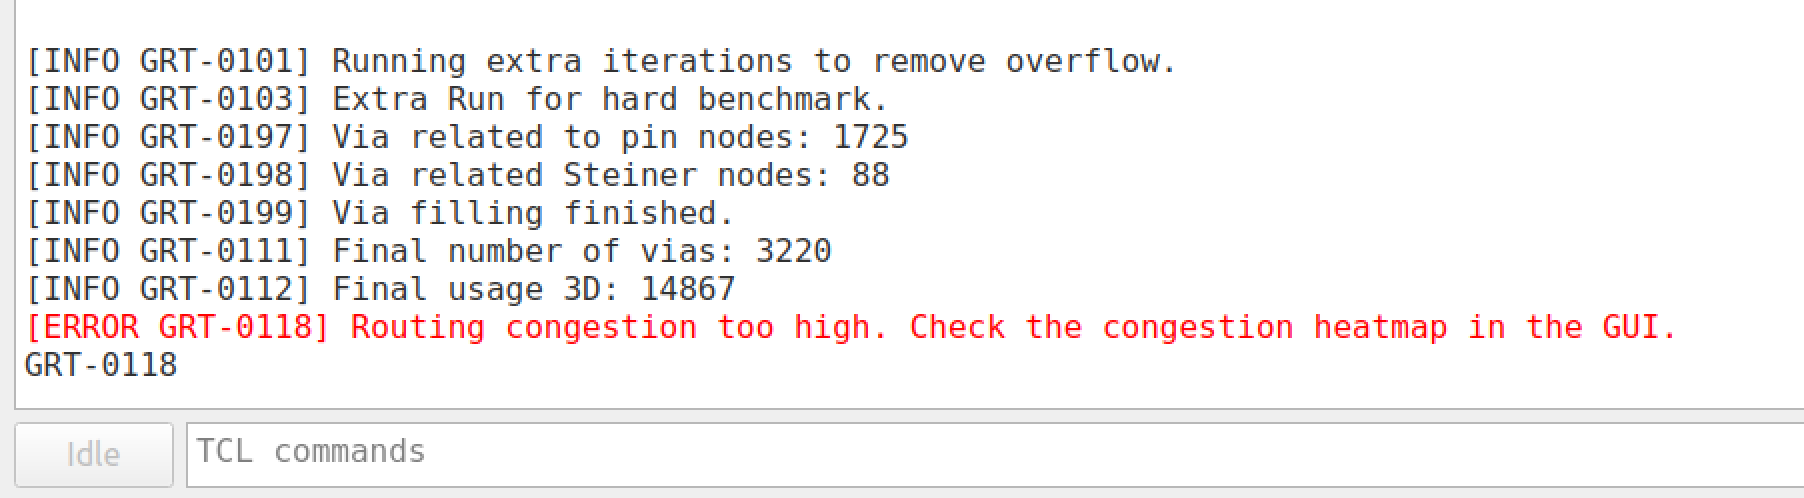 [INFO GRT-0101] Running extra iterations to remove overflow.
[INFO GRT-0103] Extra Run for hard benchmark.
[INFO GRT-0197] Via related to pin nodes: 1725
[INFO GRT-0198] Via related Steiner nodes: 88
[INFO GRT-0199] Via filling finished.
[INFO GRT-0111] Final number of vias: 3220
[INFO GRT-0112] Final usage 3D: 14867
[ERROR GRT-0118] Routing congestion too high. Check the congestion heatmap in the GUI.
GRT-0118
Idle
TCL commands